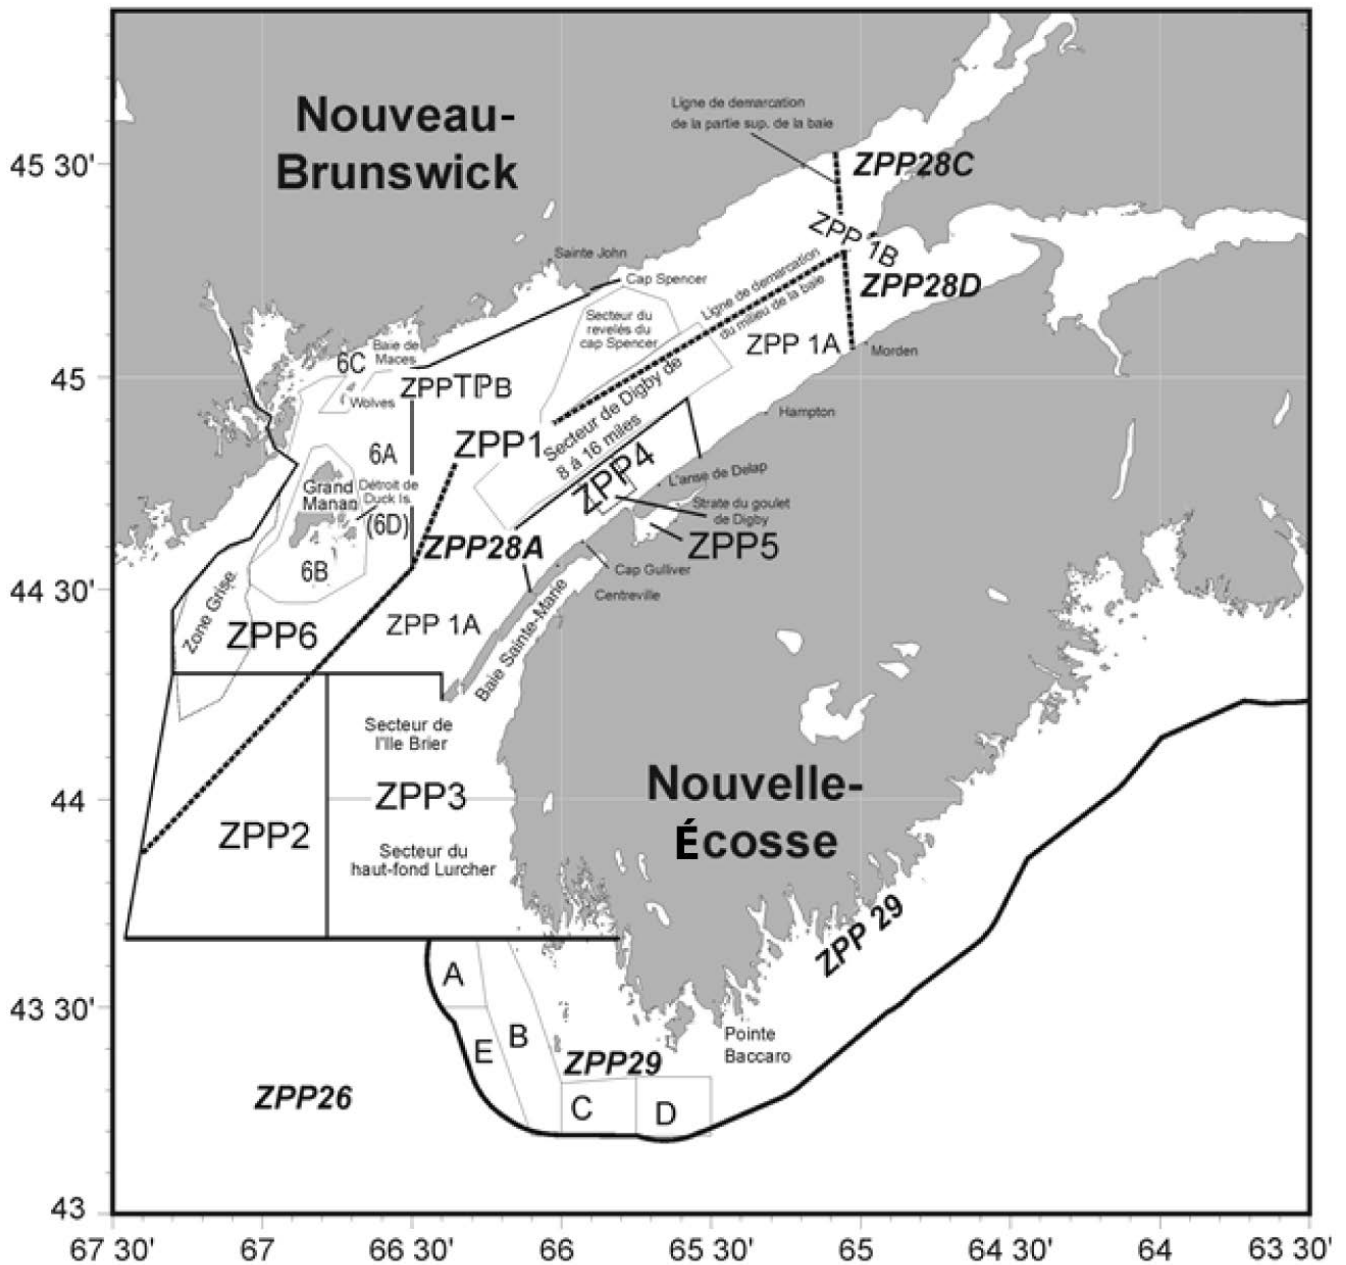 Nouveau-
Brunswick
Ligne de demarcation
de la partie sup. de la baie
45 30'
ZPP28C
ZPP 1B
Sainte John
Cap Spencer
ZPP28D
Ligne de demarcation
du milieu de la baie
Secteur du
revelés du
cap Spencer
ZPP 1A
Morden
Baie de
Maces
6C
45
Wolves
Hampton
ZPP1
Secteur de Digby de
8 á 16 miles
6A
ZPP4
L'anse de Delap
Grand
Manan
Détroit de
Duck Is.
(6D)
Strate du goulet
de Digby
ZPP28A
ZPP5
6B
Cap Gulliver
44 30'
Centreville
Zone Grise
ZPP6
ZPP 1A
Baie Sainte-Marie
Secteur de
l'Ile Brier
44
ZPP3
Nouvelle-
Écosse
ZPP2
Secteur du
haut-fond Lurcher
ZPP 29
A
43 30'
B
E
Pointe
Baccaro
ZPP29
ZPP26
C
D
43
67 30'
67
66 30'
66
65 30'
65
64 30'
64
63 30'